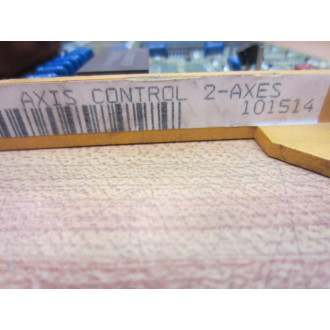 AXIS CONTROL 2-AXES
101514